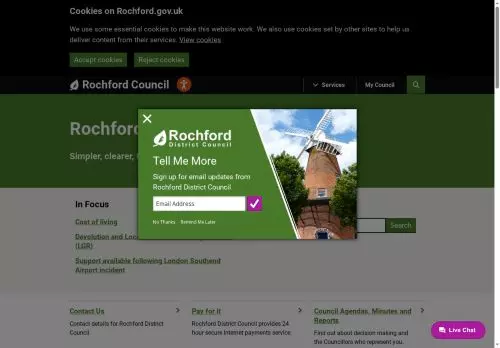 Cookies on Rochford.gov.uk
We use some essential cookies to make this website work. We also use cookies set by other sites to help
us deliver content from their services. View cookies
Accept cookies Reject cookies
Rochford Council
Services My Council
Rochford
Simpler, clearer,
Rochford
District Council
Tell Me More
Sign up for email updates from
Rochford District Council
Email Address
No Thanks Remind Me Later
In Focus
Cost of living
Devolution and Local
(LGR)
Support available following London Southend
Airport incident
Search
Contact Us
Contact details for Rochford District
Council.
Pay for it
Rochford District Council provides 24
hour secure Internet payments service.
Council Agendas, Minutes and
Reports
Find out about decision making and
the Councillors who represent you.
Live Chat